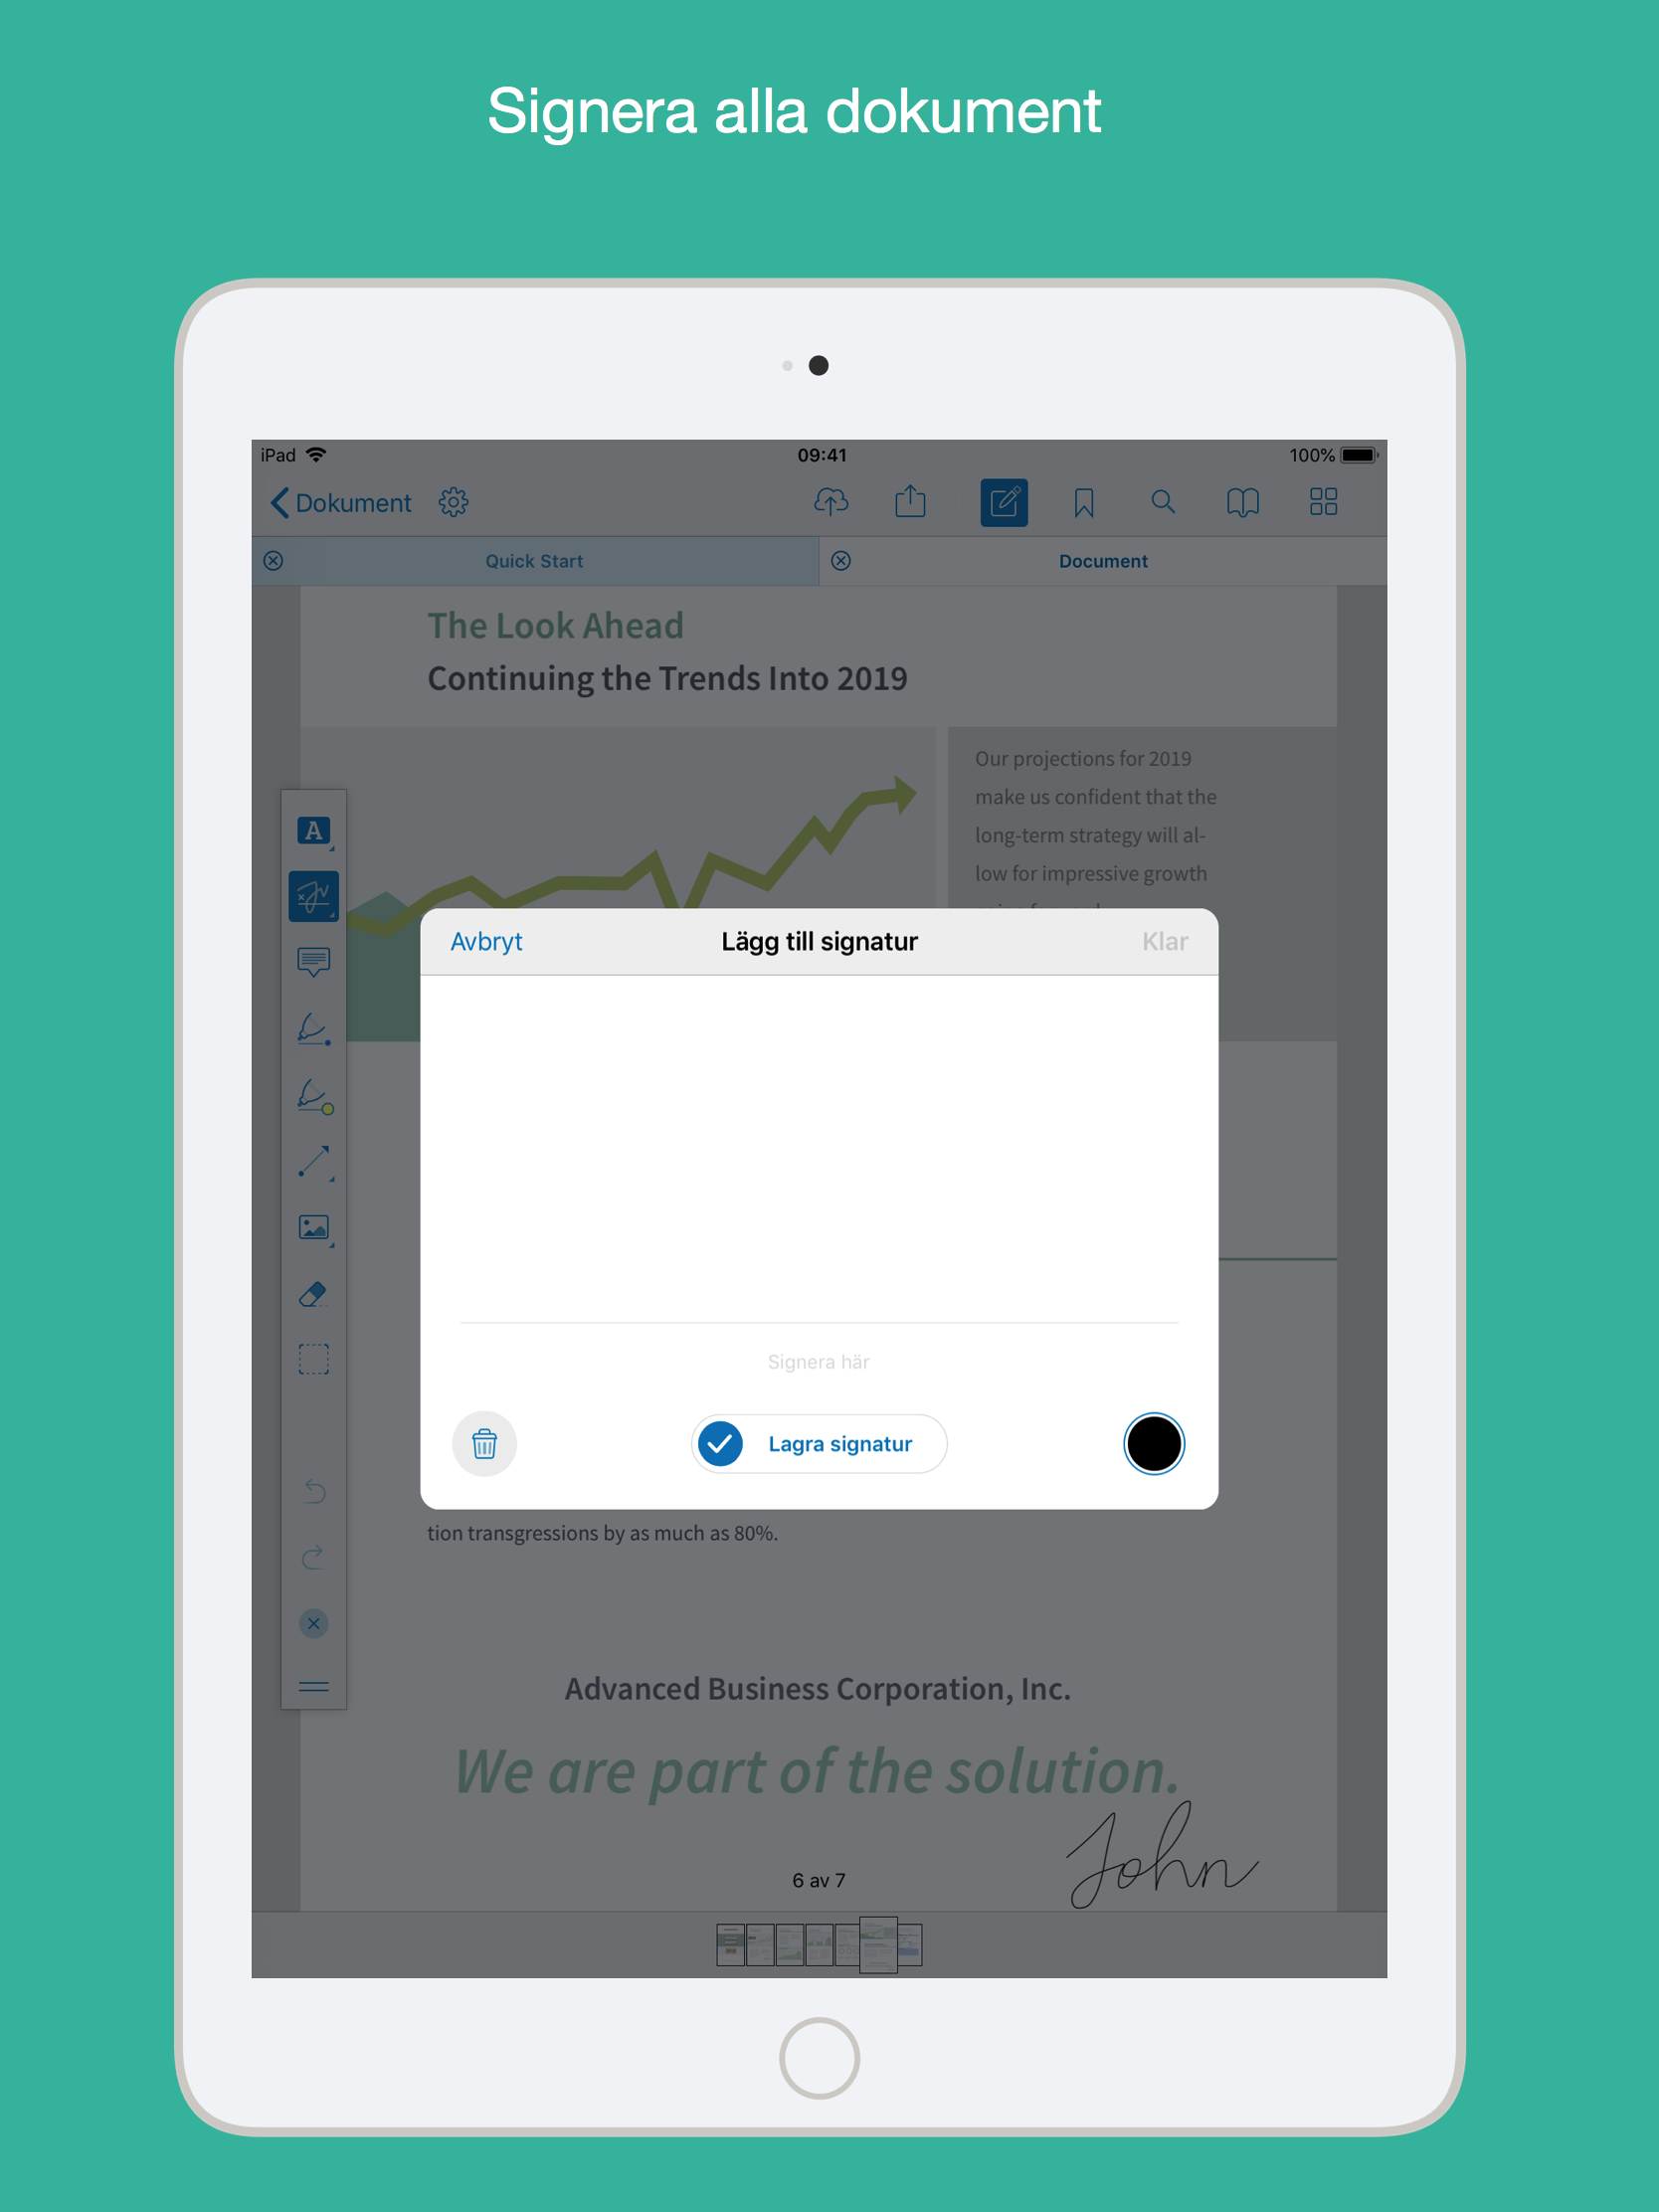 Signera alla dokument
iPad 09:41 100%
Dokument
Quick Start Document
The Look Ahead
Continuing the Trends Into 2019
Our projections for 2019
make us confident that the
long-term strategy will al-
low for impressive growth
A
Avbryt Lägg till signatur Klar
Signera här
Lagra signatur
tion transgressions by as much as 80%.
Advanced Business Corporation, Inc.
We are part of the solution.
John
6 av 7